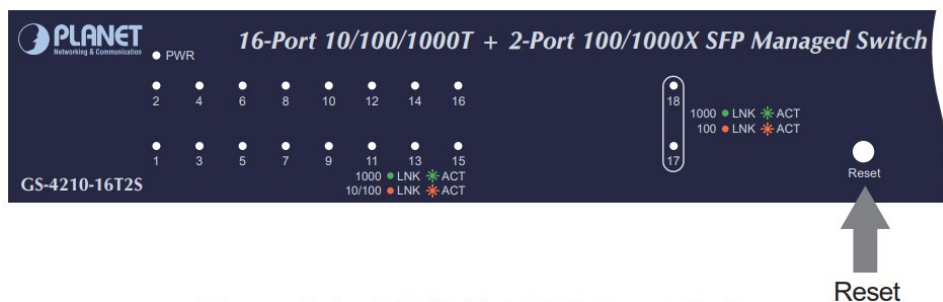 PLANET
Networking & Communication
16-Port 10/100/1000T + 2-Port 100/1000X SFP Managed Switch
PWR
2 4 6 8 10 12 14 16
18
1000 LNK ACT
100 LNK ACT
1 3 5 7 9 11 13 15
17
1000 LNK ACT
10/100 LNK ACT
GS-4210-16T2S
Reset
Reset